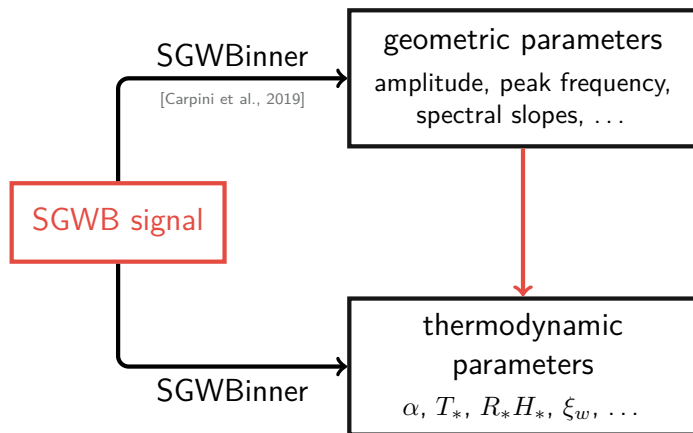 SGWBinner
[Carpini et al., 2019]
geometric parameters
amplitude, peak frequency,
spectral slopes, ...
SGWB signal
thermodynamic
parameters
α, T∗, R∗H∗, ξw, ...
SGWBinner